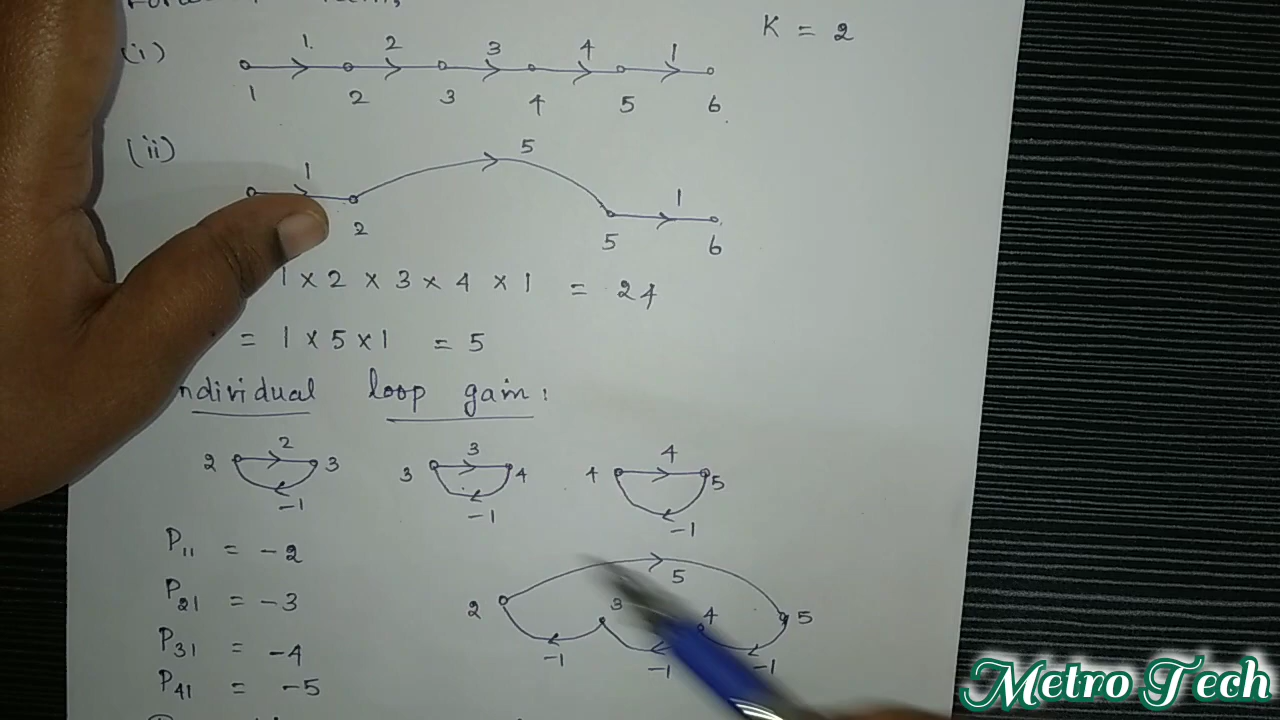 K = 2
(i)
1 2 3 4 1
1 2 3 4 5 6
(ii)
1 5 1
2 5 6
1 × 2 × 3 × 4 × 1 = 24
= 1 × 5 × 1 = 5
ndividual loop gain:
2 2 3
-1
3 3 4
-1
4 4 5
-1
P11 = -2
P21 = -3
P31 = -4
P41 = -5
5
2 3 4 5
-1 -1 -1
Metro Tech